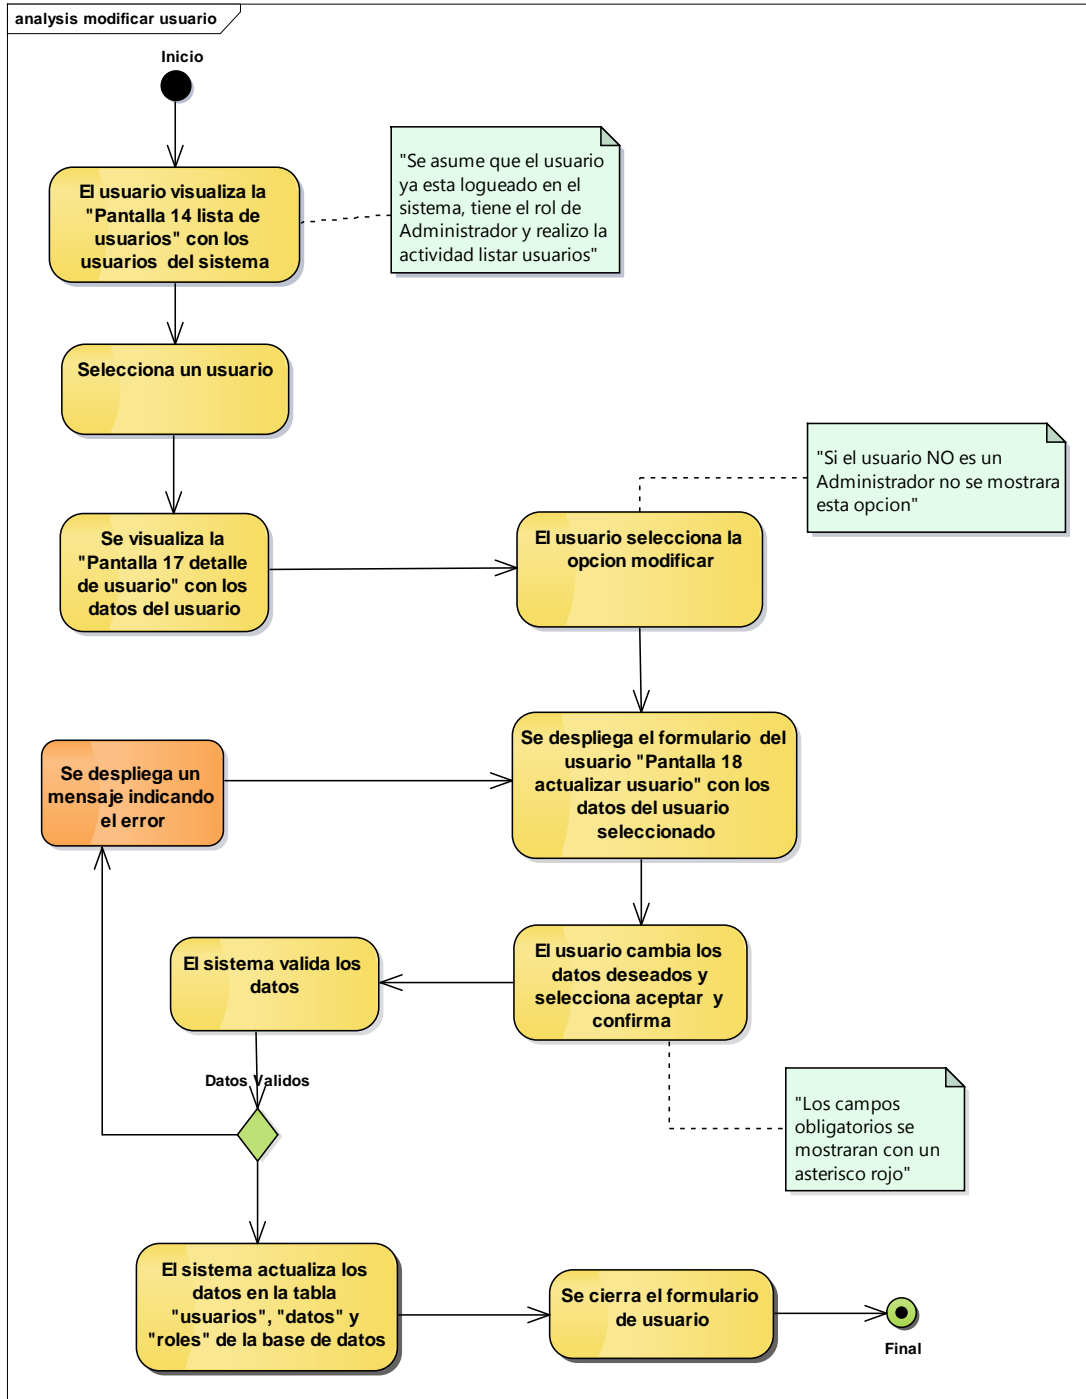 analysis modificar usuario
Inicio
El usuario visualiza la
"Pantalla 14 lista de
usuarios" con los
usuarios  del sistema
"Se asume que el usuario
ya esta logueado en el
sistema, tiene el rol de
Administrador y realizo la
actividad listar usuarios"
Selecciona un usuario
Se visualiza la
"Pantalla 17 detalle
de usuario" con los
datos del usuario
El usuario selecciona la
opcion modificar
"Si el usuario NO es un
Administrador no se mostrara
esta opcion"
Se despliega un
mensaje indicando
el error
Se despliega el formulario  del
usuario "Pantalla 18
actualizar usuario" con los
datos del usuario
seleccionado
El sistema valida los
datos
El usuario cambia los
datos deseados y
selecciona aceptar  y
confirma
Datos Validos
"Los campos
obligatorios se
mostraran con un
asterisco rojo"
El sistema actualiza los
datos en la tabla
"usuarios", "datos" y
"roles" de la base de datos
Se cierra el formulario
de usuario
Final